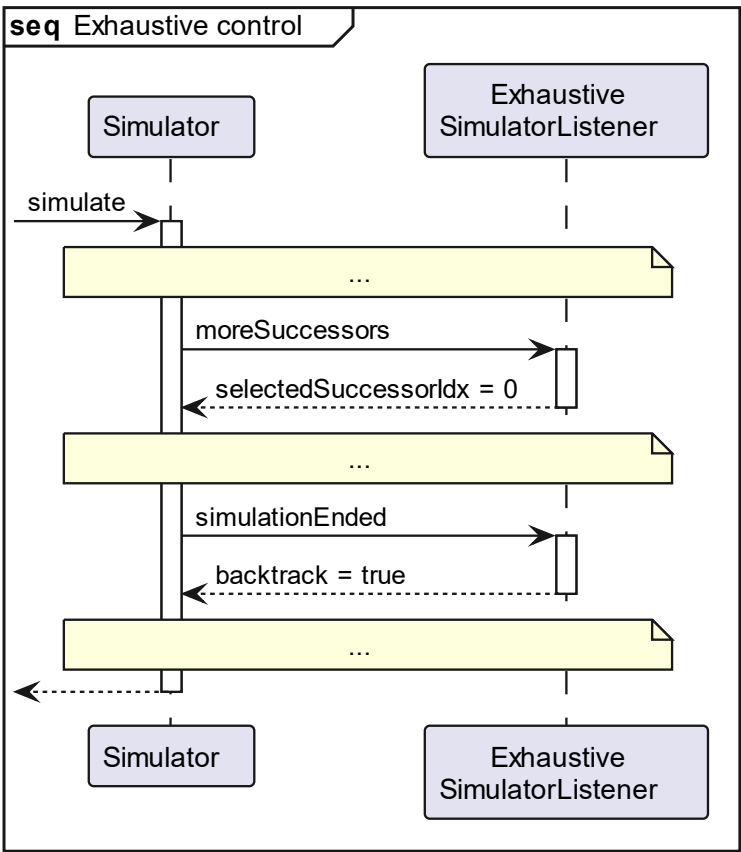 seq Exhaustive control
Exhaustive
Simulator
SimulatorListener
simulate
...
moreSuccessors
selectedSuccessorIdx = 0
...
simulationEnded
backtrack = true
...
Simulator
Exhaustive
SimulatorListener